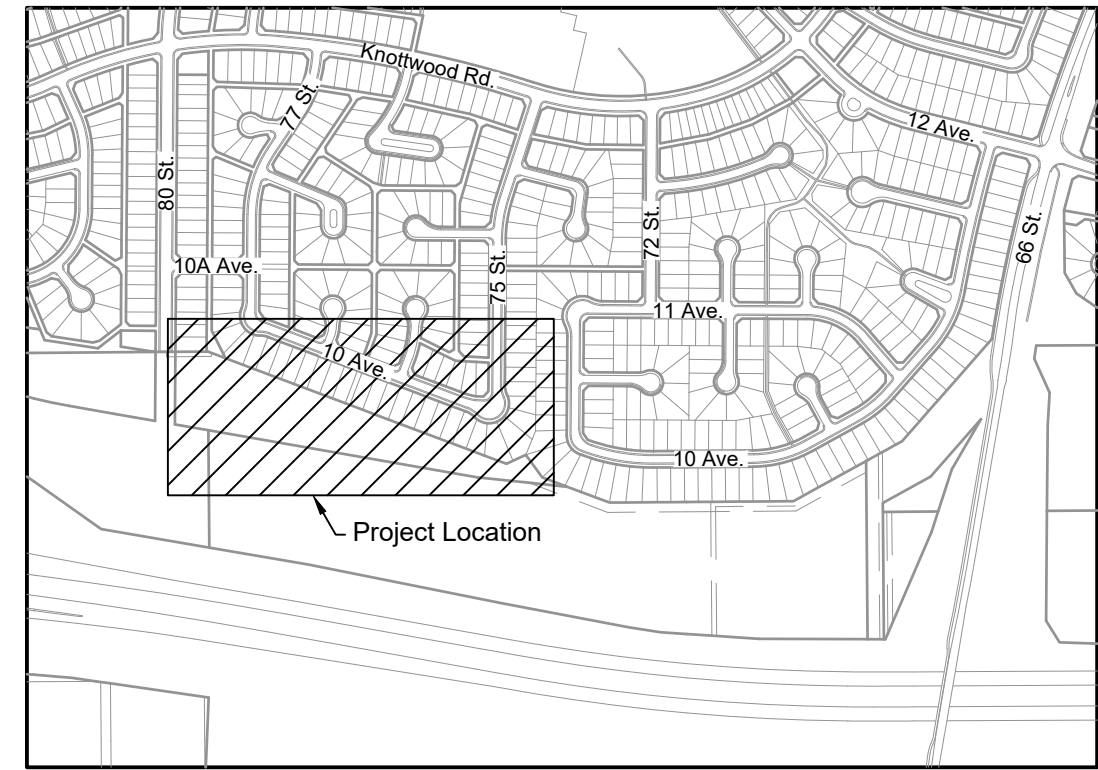 Knottwood Rd.
77 St.
12 Ave.
80 St.
72 St.
66 St.
10A Ave.
75 St.
11 Ave.
10 Ave.
10 Ave.
Project Location